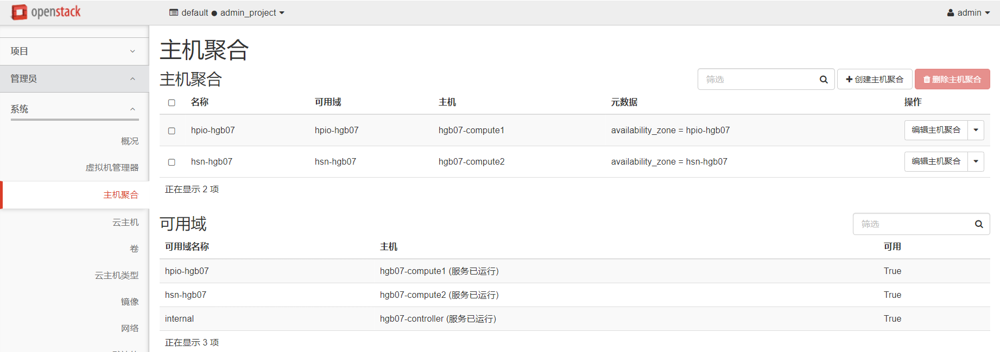 openstack
default ● admin_project
admin
项目
管理员
系统
概况
虚拟机管理器
主机聚合
云主机
卷
云主机类型
镜像
网络
主机聚合
主机聚合
筛选
创建主机聚合
删除主机聚合
名称 可用域 主机 元数据 操作
hpio-hgb07 hpio-hgb07 hgb07-compute1 availability_zone = hpio-hgb07 编辑主机聚合
hsn-hgb07 hsn-hgb07 hgb07-compute2 availability_zone = hsn-hgb07 编辑主机聚合
正在显示 2 项
可用域
筛选
可用域名称 主机 可用
hpio-hgb07 hgb07-compute1 (服务已运行) True
hsn-hgb07 hgb07-compute2 (服务已运行) True
internal hgb07-controller (服务已运行) True
正在显示 3 项